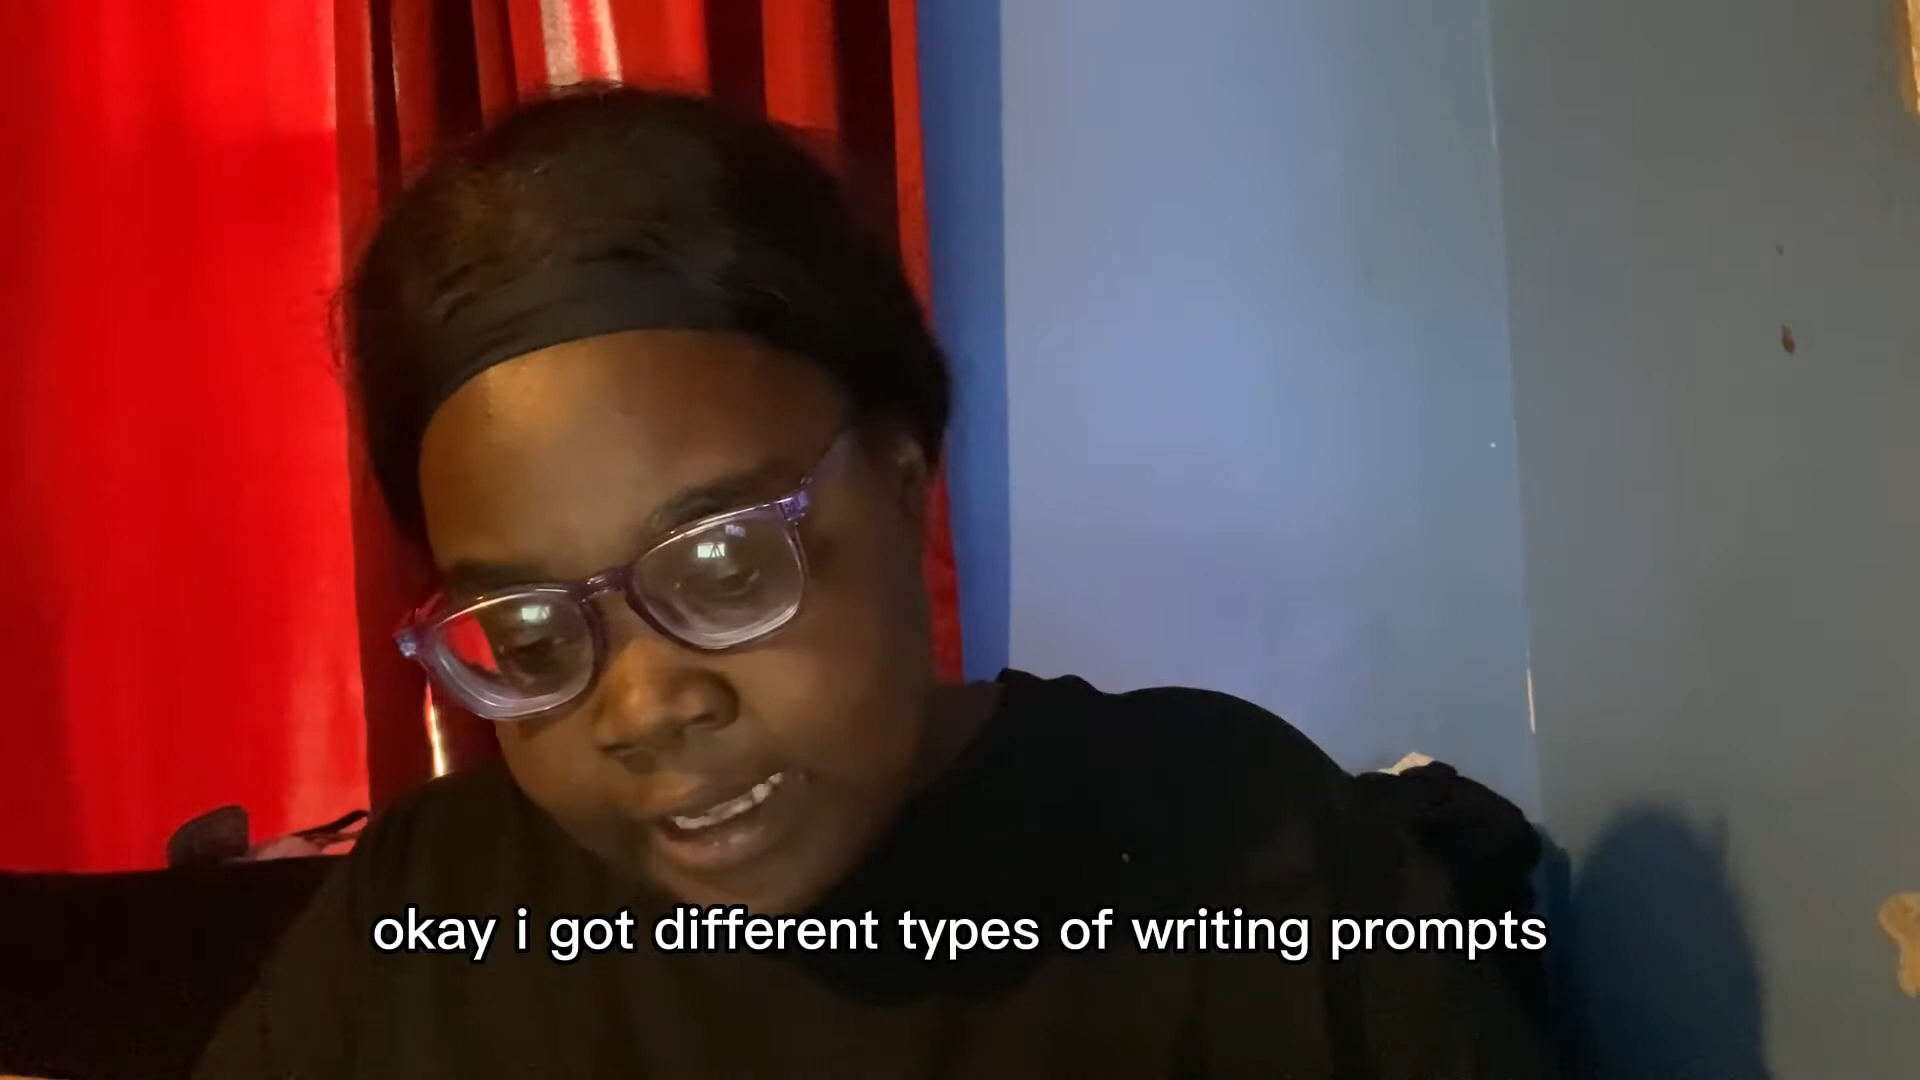 okay i got different types of writing prompts